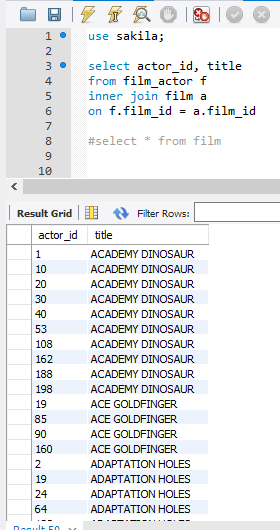 1 use sakila;
2
3 select actor_id, title
4 from film_actor f
5 inner join film a
6 on f.film_id = a.film_id
7
8 #select * from film
9
10
Result Grid Filter Rows:
actor_id title
1 ACADEMY DINOSAUR
10 ACADEMY DINOSAUR
20 ACADEMY DINOSAUR
30 ACADEMY DINOSAUR
40 ACADEMY DINOSAUR
53 ACADEMY DINOSAUR
108 ACADEMY DINOSAUR
162 ACADEMY DINOSAUR
188 ACADEMY DINOSAUR
198 ACADEMY DINOSAUR
19 ACE GOLDFINGER
85 ACE GOLDFINGER
90 ACE GOLDFINGER
160 ACE GOLDFINGER
2 ADAPTATION HOLES
19 ADAPTATION HOLES
24 ADAPTATION HOLES
64 ADAPTATION HOLES
ADAPTATION HOLES